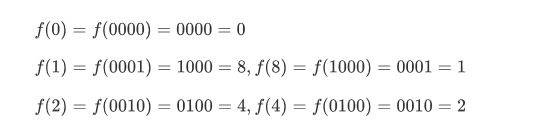 f(0) = f(0000) = 0000 = 0
f(1) = f(0001) = 1000 = 8, f(8) = f(1000) = 0001 = 1
f(2) = f(0010) = 0100 = 4, f(4) = f(0100) = 0010 = 2